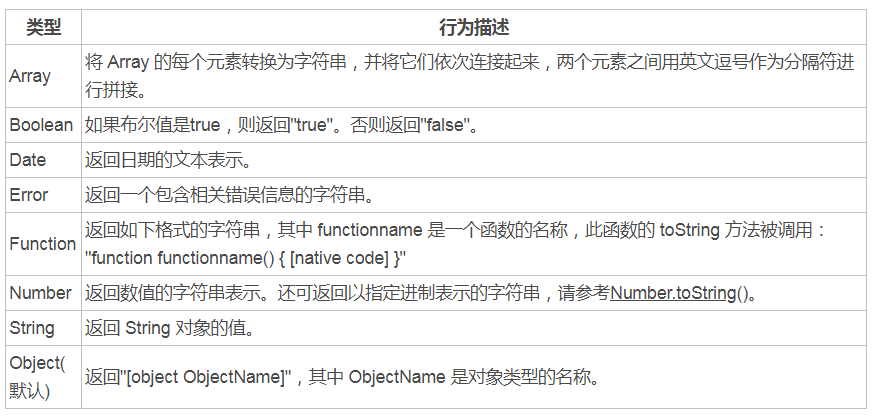 类型 行为描述
Array 将 Array 的每个元素转换为字符串，并将它们依次连接起来，两个元素之间用英文逗号作为分隔符进
行拼接。
Boolean 如果布尔值是true，则返回"true"。否则返回"false"。
Date 返回日期的文本表示。
Error 返回一个包含相关错误信息的字符串。
Function 返回如下格式的字符串，其中 functionname 是一个函数的名称，此函数的 toString 方法被调用：
"function functionname() { [native code] }"
Number 返回数值的字符串表示。还可返回以指定进制表示的字符串，请参考Number.toString()。
String 返回 String 对象的值。
Object(
默认) 返回"[object ObjectName]"，其中 ObjectName 是对象类型的名称。